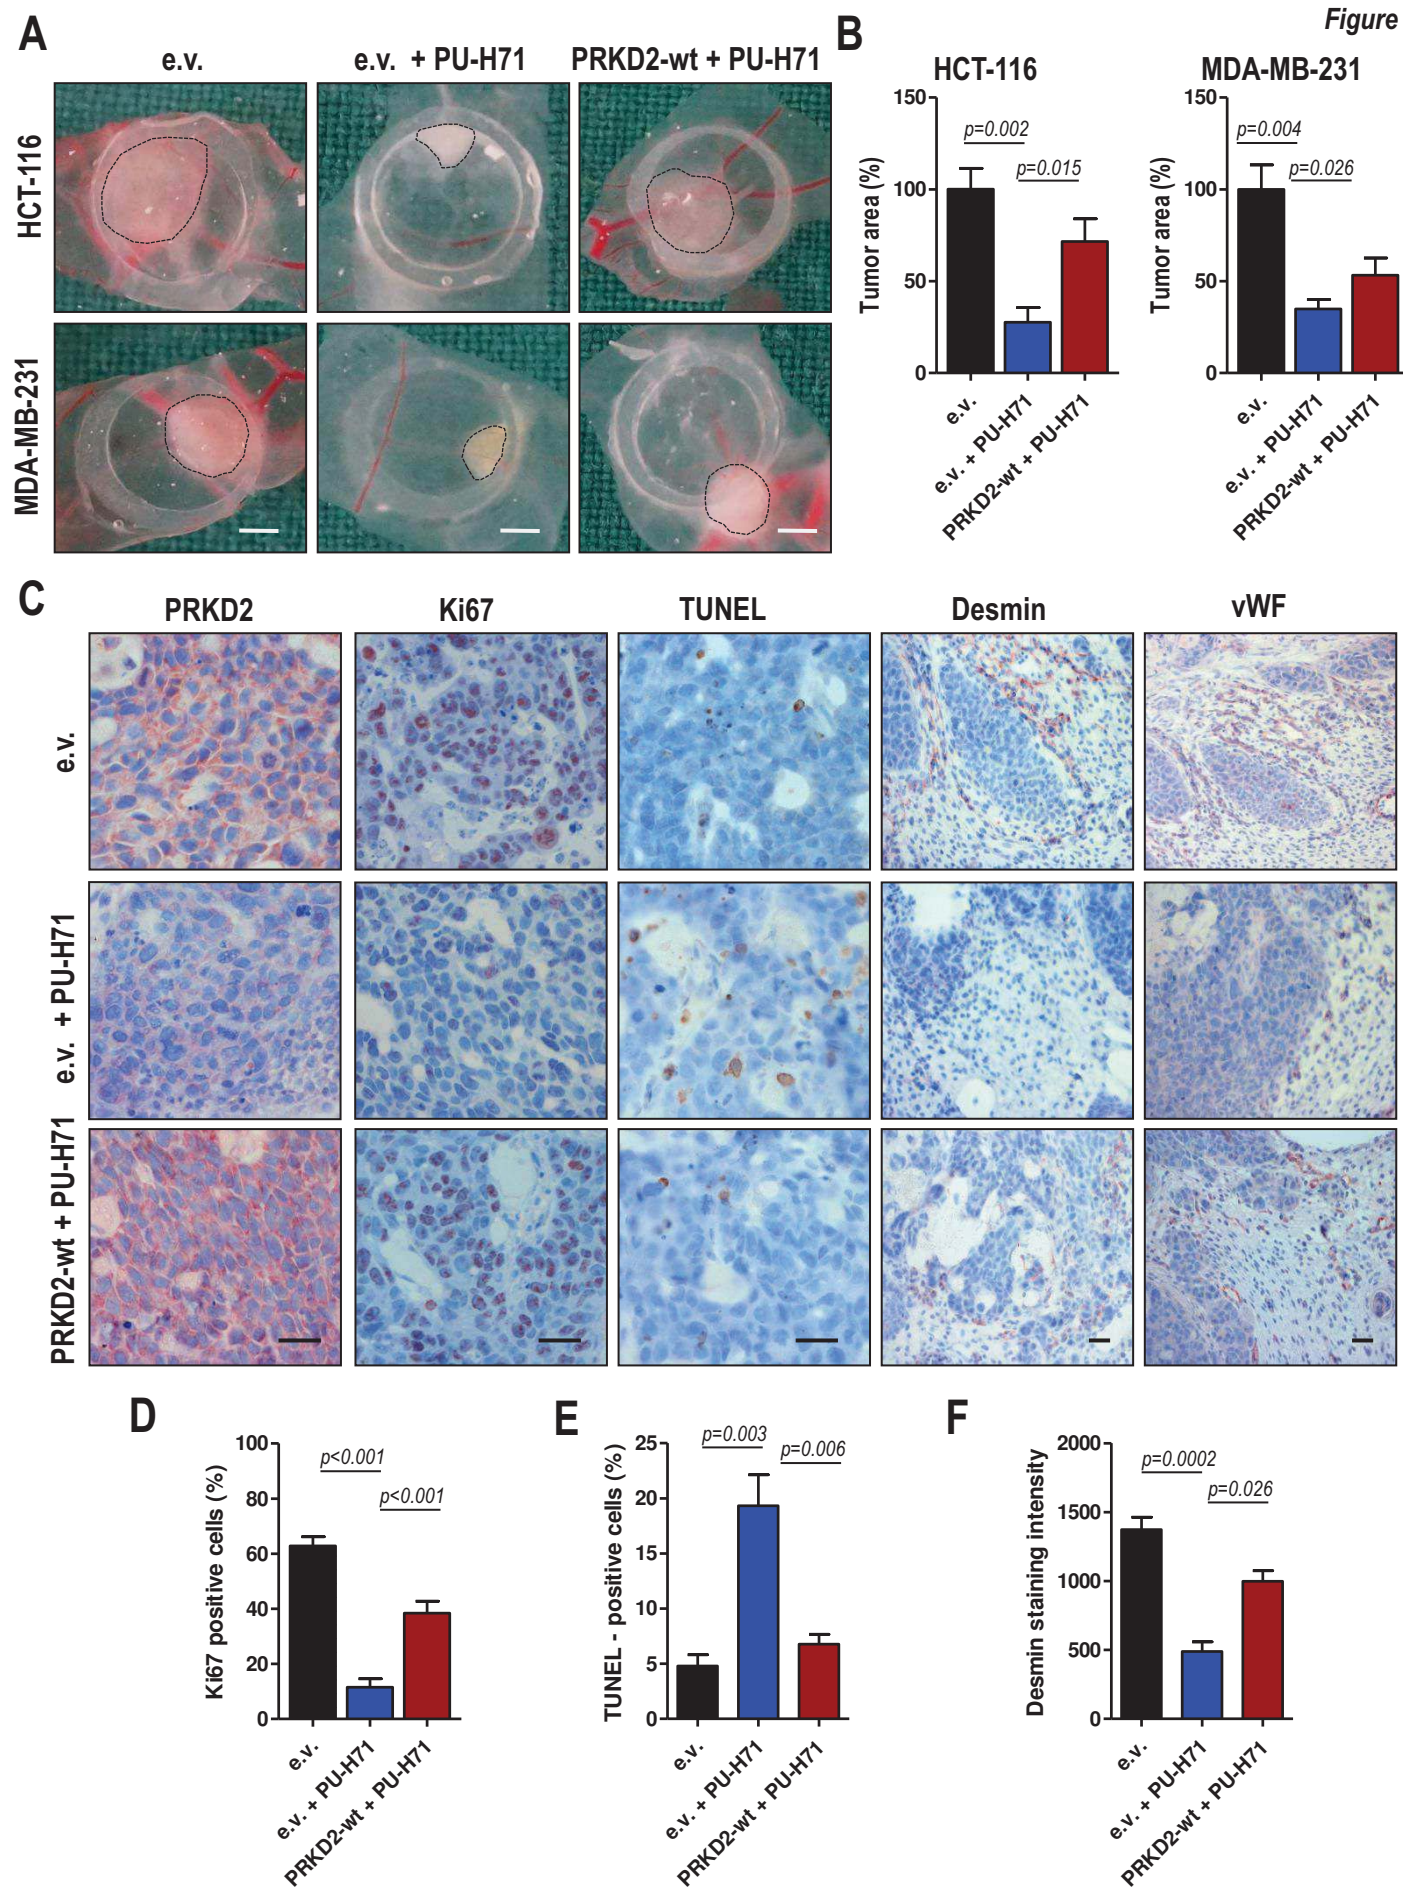 Figure
A
e.v.
e.v. + PU-H71
PRKD2-wt + PU-H71
HCT-116
MDA-MB-231
B
HCT-116
150
100
50
0
Tumor area (%)
p=0.002
p=0.015
e.v.
e.v. + PU-H71
PRKD2-wt + PU-H71
MDA-MB-231
150
100
50
0
Tumor area (%)
p=0.004
p=0.026
e.v.
e.v. + PU-H71
PRKD2-wt + PU-H71
C
PRKD2
Ki67
TUNEL
Desmin
vWF
e.v.
e.v. + PU-H71
PRKD2-wt + PU-H71
D
100
80
60
40
20
0
Ki67 positive cells (%)
p<0.001
p<0.001
e.v.
e.v. + PU-H71
PRKD2-wt + PU-H71
E
25
20
15
10
5
0
TUNEL - positive cells (%)
p=0.003
p=0.006
e.v.
e.v. + PU-H71
PRKD2-wt + PU-H71
F
2000
1500
1000
500
0
Desmin staining intensity
p=0.0002
p=0.026
e.v.
e.v. + PU-H71
PRKD2-wt + PU-H71